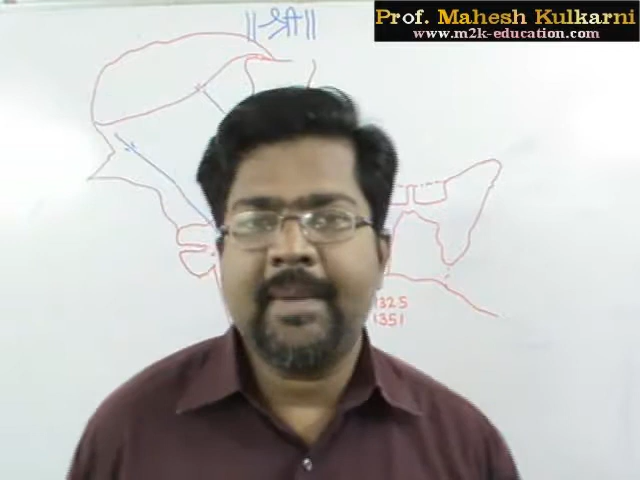 Prof. Mahesh Kulkarni
www.m2k-education.com
॥ श्री ॥
1325
1351